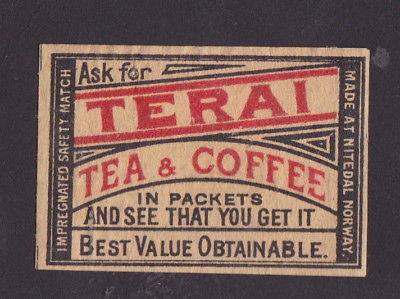 Ask for
TERAI
TEA & COFFEE
IN PACKETS
AND SEE THAT YOU GET IT
BEST VALUE OBTAINABLE.
IMPREGNATED SAFETY MATCH
MADE AT NITEDAL NORWAY.